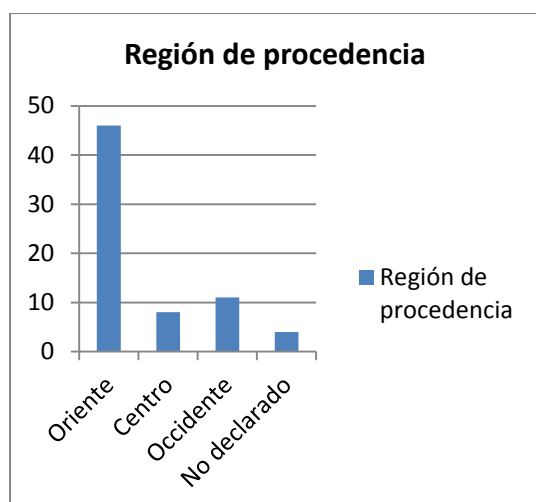 Región de procedencia
50
40
30
20
10
0
Oriente
Centro
Occidente
No declarado
Región de
procedencia